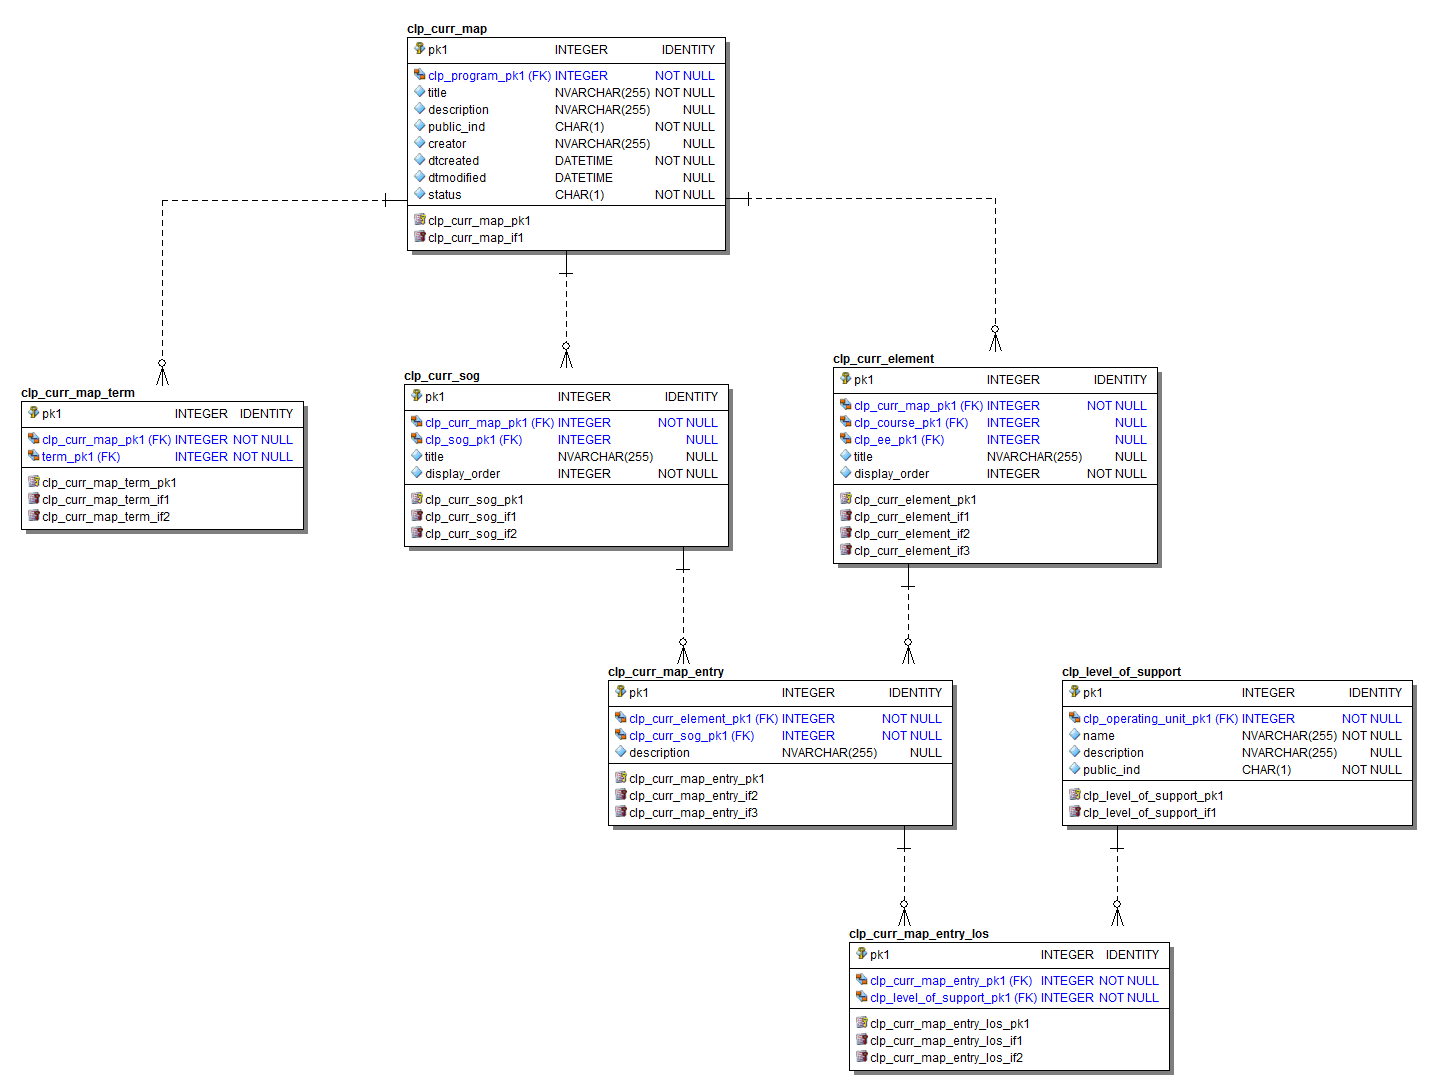 clp_curr_map
pk1 INTEGER IDENTITY
clp_program_pk1 (FK) INTEGER NOT NULL
title NVARCHAR(255) NOT NULL
description NVARCHAR(255) NULL
public_ind CHAR(1) NOT NULL
creator NVARCHAR(255) NULL
dtcreated DATETIME NOT NULL
dtmodified DATETIME NULL
status CHAR(1) NOT NULL
clp_curr_map_pk1
clp_curr_map_if1
clp_curr_map_term
pk1 INTEGER IDENTITY
clp_curr_map_pk1 (FK) INTEGER NOT NULL
term_pk1 (FK) INTEGER NOT NULL
clp_curr_map_term_pk1
clp_curr_map_term_if1
clp_curr_map_term_if2
clp_curr_sog
pk1 INTEGER IDENTITY
clp_curr_map_pk1 (FK) INTEGER NOT NULL
clp_sog_pk1 (FK) INTEGER NULL
title NVARCHAR(255) NULL
display_order INTEGER NOT NULL
clp_curr_sog_pk1
clp_curr_sog_if1
clp_curr_sog_if2
clp_curr_element
pk1 INTEGER IDENTITY
clp_curr_map_pk1 (FK) INTEGER NOT NULL
clp_course_pk1 (FK) INTEGER NULL
clp_ee_pk1 (FK) INTEGER NULL
title NVARCHAR(255) NULL
display_order INTEGER NOT NULL
clp_curr_element_pk1
clp_curr_element_if1
clp_curr_element_if2
clp_curr_element_if3
clp_curr_map_entry
pk1 INTEGER IDENTITY
clp_curr_element_pk1 (FK) INTEGER NOT NULL
clp_curr_sog_pk1 (FK) INTEGER NOT NULL
description NVARCHAR(255) NULL
clp_curr_map_entry_pk1
clp_curr_map_entry_if2
clp_curr_map_entry_if3
clp_level_of_support
pk1 INTEGER IDENTITY
clp_operating_unit_pk1 (FK) INTEGER NOT NULL
name NVARCHAR(255) NOT NULL
description NVARCHAR(255) NULL
public_ind CHAR(1) NOT NULL
clp_level_of_support_pk1
clp_level_of_support_if1
clp_curr_map_entry_los
pk1 INTEGER IDENTITY
clp_curr_map_entry_pk1 (FK) INTEGER NOT NULL
clp_level_of_support_pk1 (FK) INTEGER NOT NULL
clp_curr_map_entry_los_pk1
clp_curr_map_entry_los_if1
clp_curr_map_entry_los_if2